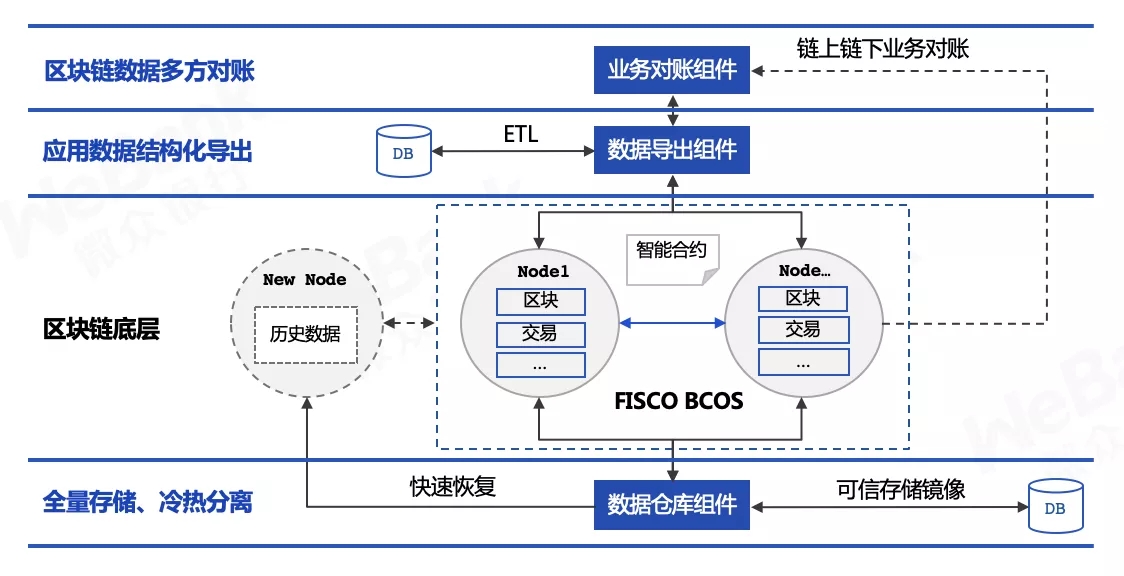 链上链下业务对账
区块链数据多方对账
业务对账组件
ETL
应用数据结构化导出
DB
数据导出组件
智能合约
New Node
Node1
Node…
区块
区块
历史数据
交易
交易
区块链底层
...
...
FISCO BCOS
快速恢复
可信存储镜像
全量存储、冷热分离
数据仓库组件
DB
WeBank
微众银行